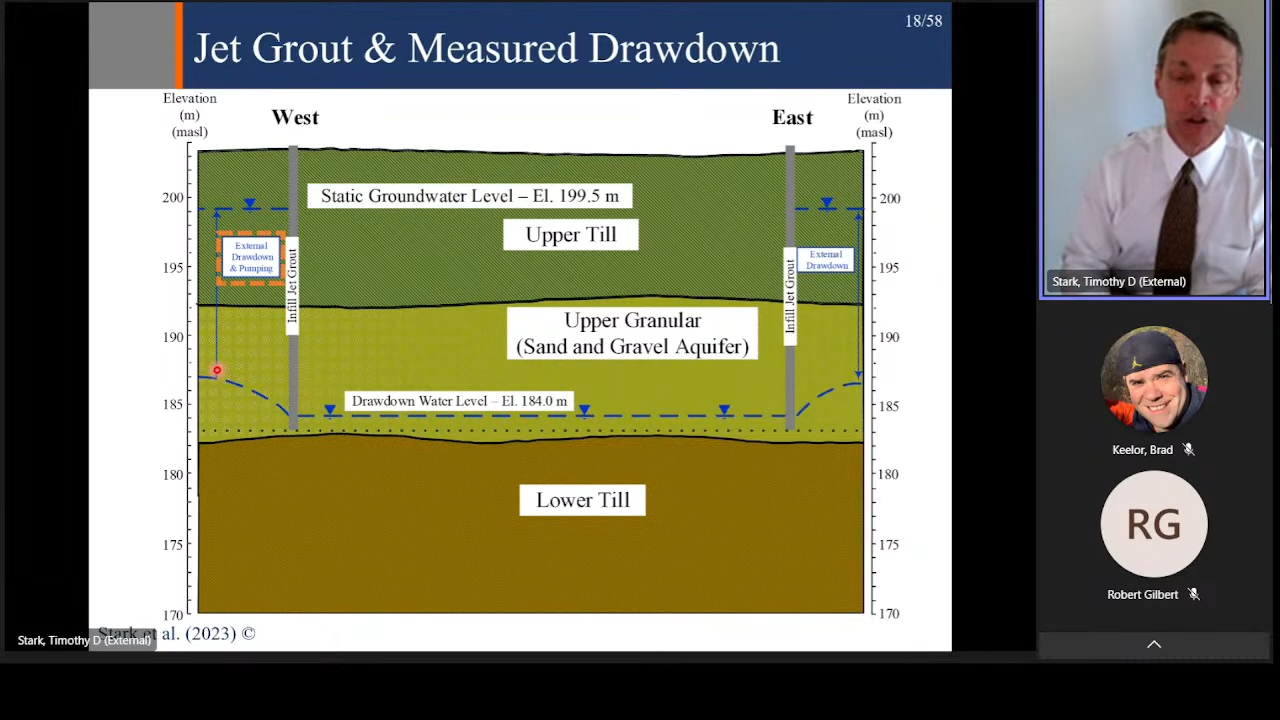 18/58
Jet Grout & Measured Drawdown
Elevation
(m)
(masl)
West
East
Elevation
(m)
(masl)
200
195
190
185
180
175
170
Static Groundwater Level – El. 199.5 m
Upper Till
External
Drawdown
& Pumping
Infill Jet Grout
Infill Jet Grout
External
Drawdown
Upper Granular
(Sand and Gravel Aquifer)
Drawdown Water Level – El. 184.0 m
Lower Till
200
195
190
185
180
175
170
Stark et al. (2023) ©
Stark, Timothy D (External)
Stark, Timothy D (External)
Keelor, Brad
RG
Robert Gilbert